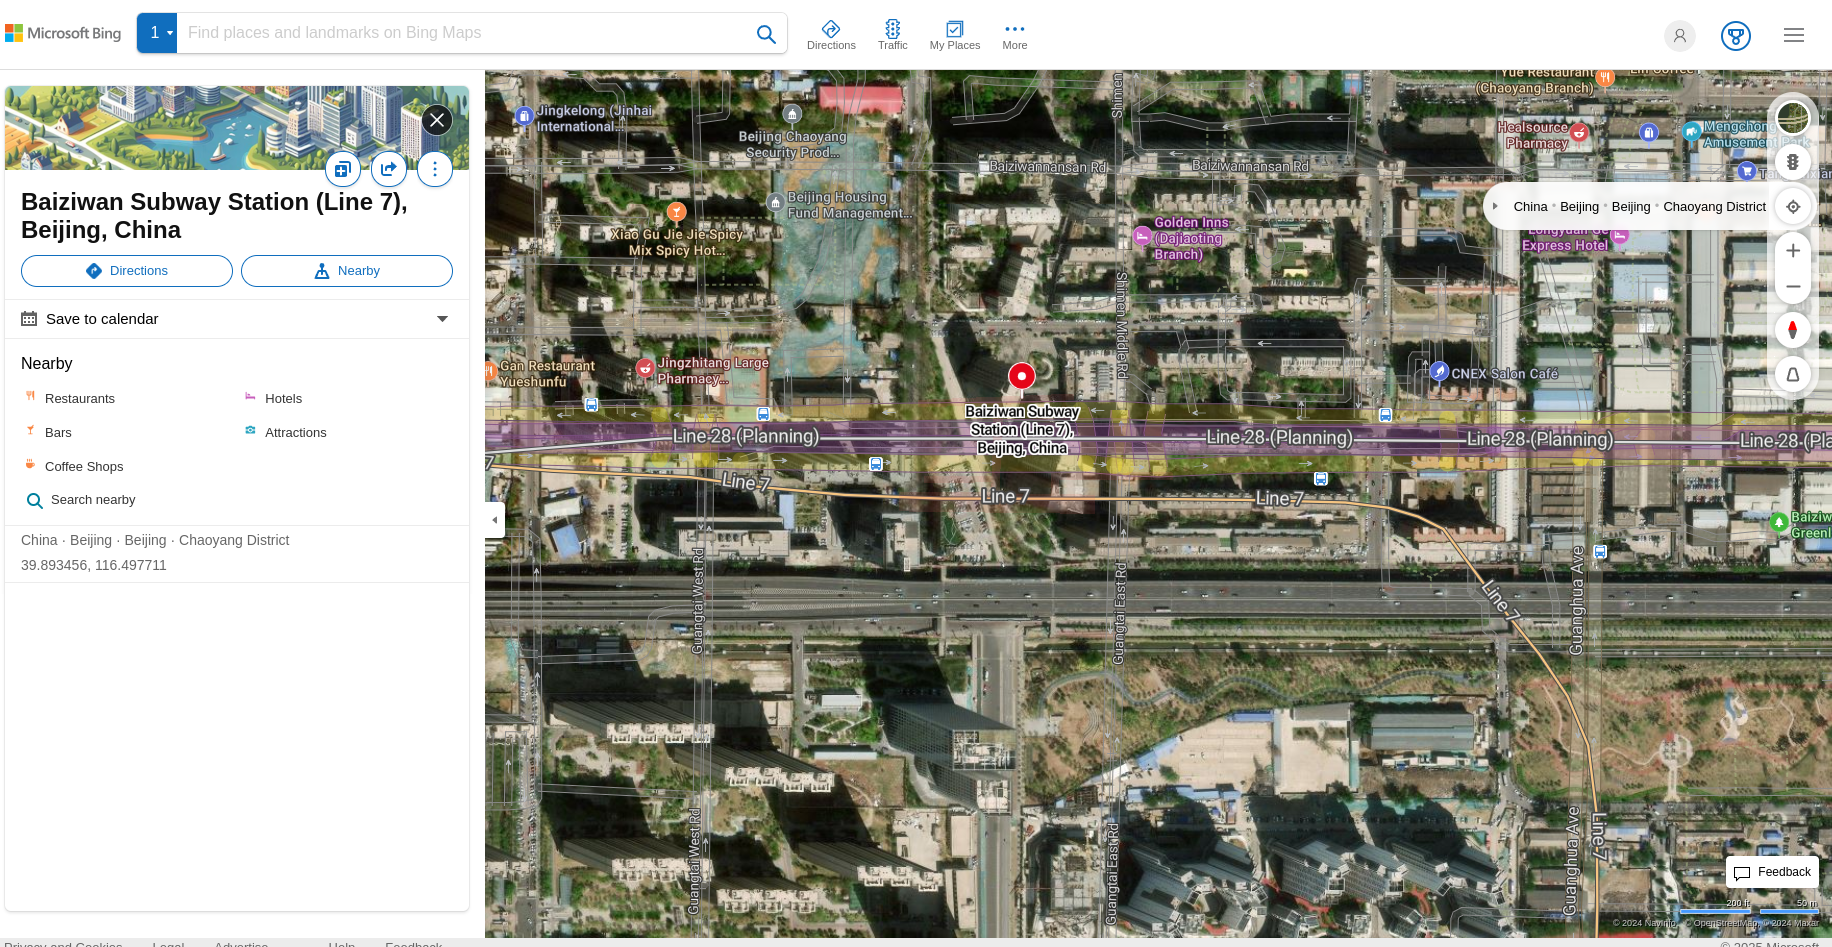 Microsoft Bing
1
Find places and landmarks on Bing Maps
Directions
Traffic
My Places
More
Baiziwan Subway Station (Line 7),
Beijing, China
Directions
Nearby
Save to calendar
Nearby
Restaurants
Hotels
Bars
Attractions
Coffee Shops
Search nearby
China · Beijing · Beijing · Chaoyang District
39.893456, 116.497711
Jingkelong (Jinhai
International...
Beijing Chaoyang
Security Prod...
Shimen
Yue Restaurant
(Chaoyang Branch)
Healsource
Pharmacy
Mengchong
Amusement Park
Baiziwannansan Rd
Baiziwannansan Rd
Beijing Housing
Fund Management...
Xiao Gu Jie Jie Spicy
Mix Spicy Hot...
Golden Inns
(Dajiaoting
Branch)
China • Beijing • Beijing • Chaoyang District
Express Hotel
Shimen Middle Rd
Gan Restaurant
Yueshunfu
Jingzhitang Large
Pharmacy...
CNEX Salon Café
Baiziwan Subway
Station (Line 7),
Beijing, China
Line 28 (Planning)
Line 28 (Planning)
Line 28 (Planning)
Line 28 (Pla
7
Line 7
Line 7
Line 7
Baiziw
Greenl
Guangtai West Rd
Guangtai East Rd
Line 7
Guanghua Ave
Guangtai West Rd
Guangtai East Rd
Guanghua Ave
Line 7
Feedback
200 ft
50 m
© 2024 NavInfo, © OpenStreetMap, © 2024 Maxar
Privacy and Cookies
Legal
Advertise
Help
Feedback
© 2025 Microsoft